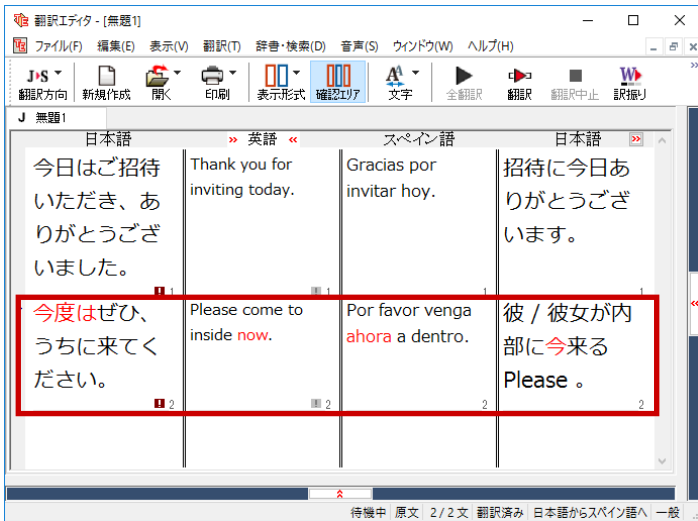 翻訳エディタ - [無題1]
ファイル(F) 編集(E) 表示(V) 翻訳(T) 辞書・検索(D) 音声(S) ウィンドウ(W) ヘルプ(H)
J▸S
翻訳方向 新規作成 開く 印刷 表示形式 確認エリア 文字 全翻訳 翻訳 翻訳中止 訳振り
J 無題1
日本語 » 英語 « スペイン語 日本語 »
今日はご招待
いただき、あ
りがとうござ
いました。
1
Thank you for
inviting today.
1
Gracias por
invitar hoy.
1
招待に今日あ
りがとうござ
います。
1
今度はぜひ、
うちに来てく
ださい。
2
Please come to
inside now.
2
Por favor venga
ahora a dentro.
2
彼 / 彼女が内
部に今来る
Please 。
2
待機中 原文 2/2文 翻訳済み 日本語からスペイン語へ 一般